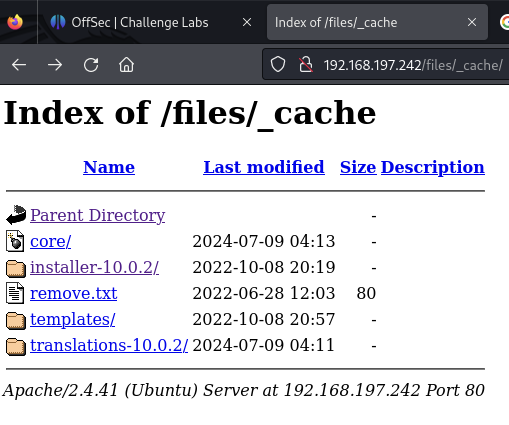 OffSec | Challenge Labs
Index of /files/_cache
192.168.197.242/files/_cache/
Index of /files/_cache
Name Last modified Size Description
Parent Directory -
core/ 2024-07-09 04:13 -
installer-10.0.2/ 2022-10-08 20:19 -
remove.txt 2022-06-28 12:03 80
templates/ 2022-10-08 20:57 -
translations-10.0.2/ 2024-07-09 04:11 -
Apache/2.4.41 (Ubuntu) Server at 192.168.197.242 Port 80